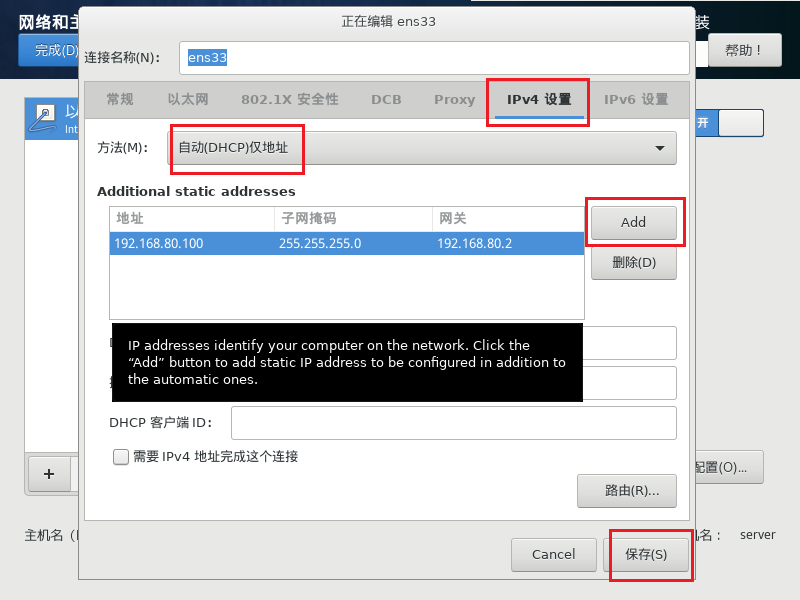 正在编辑 ens33
网络和主
装
完成(D)
帮助！
连接名称(N)：
ens33
常规
以太网
802.1X 安全性
DCB
Proxy
IPv4 设置
IPv6 设置
以
Int
开
方法(M)：
自动(DHCP)仅地址
Additional static addresses
地址
子网掩码
网关
192.168.80.100
255.255.255.0
192.168.80.2
Add
删除(D)
IP addresses identify your computer on the network. Click the
“Add” button to add static IP address to be configured in addition to
the automatic ones.
DHCP 客户端 ID：
需要 IPv4 地址完成这个连接
+
配置(O)...
路由(R)...
主机名
名：
server
Cancel
保存(S)